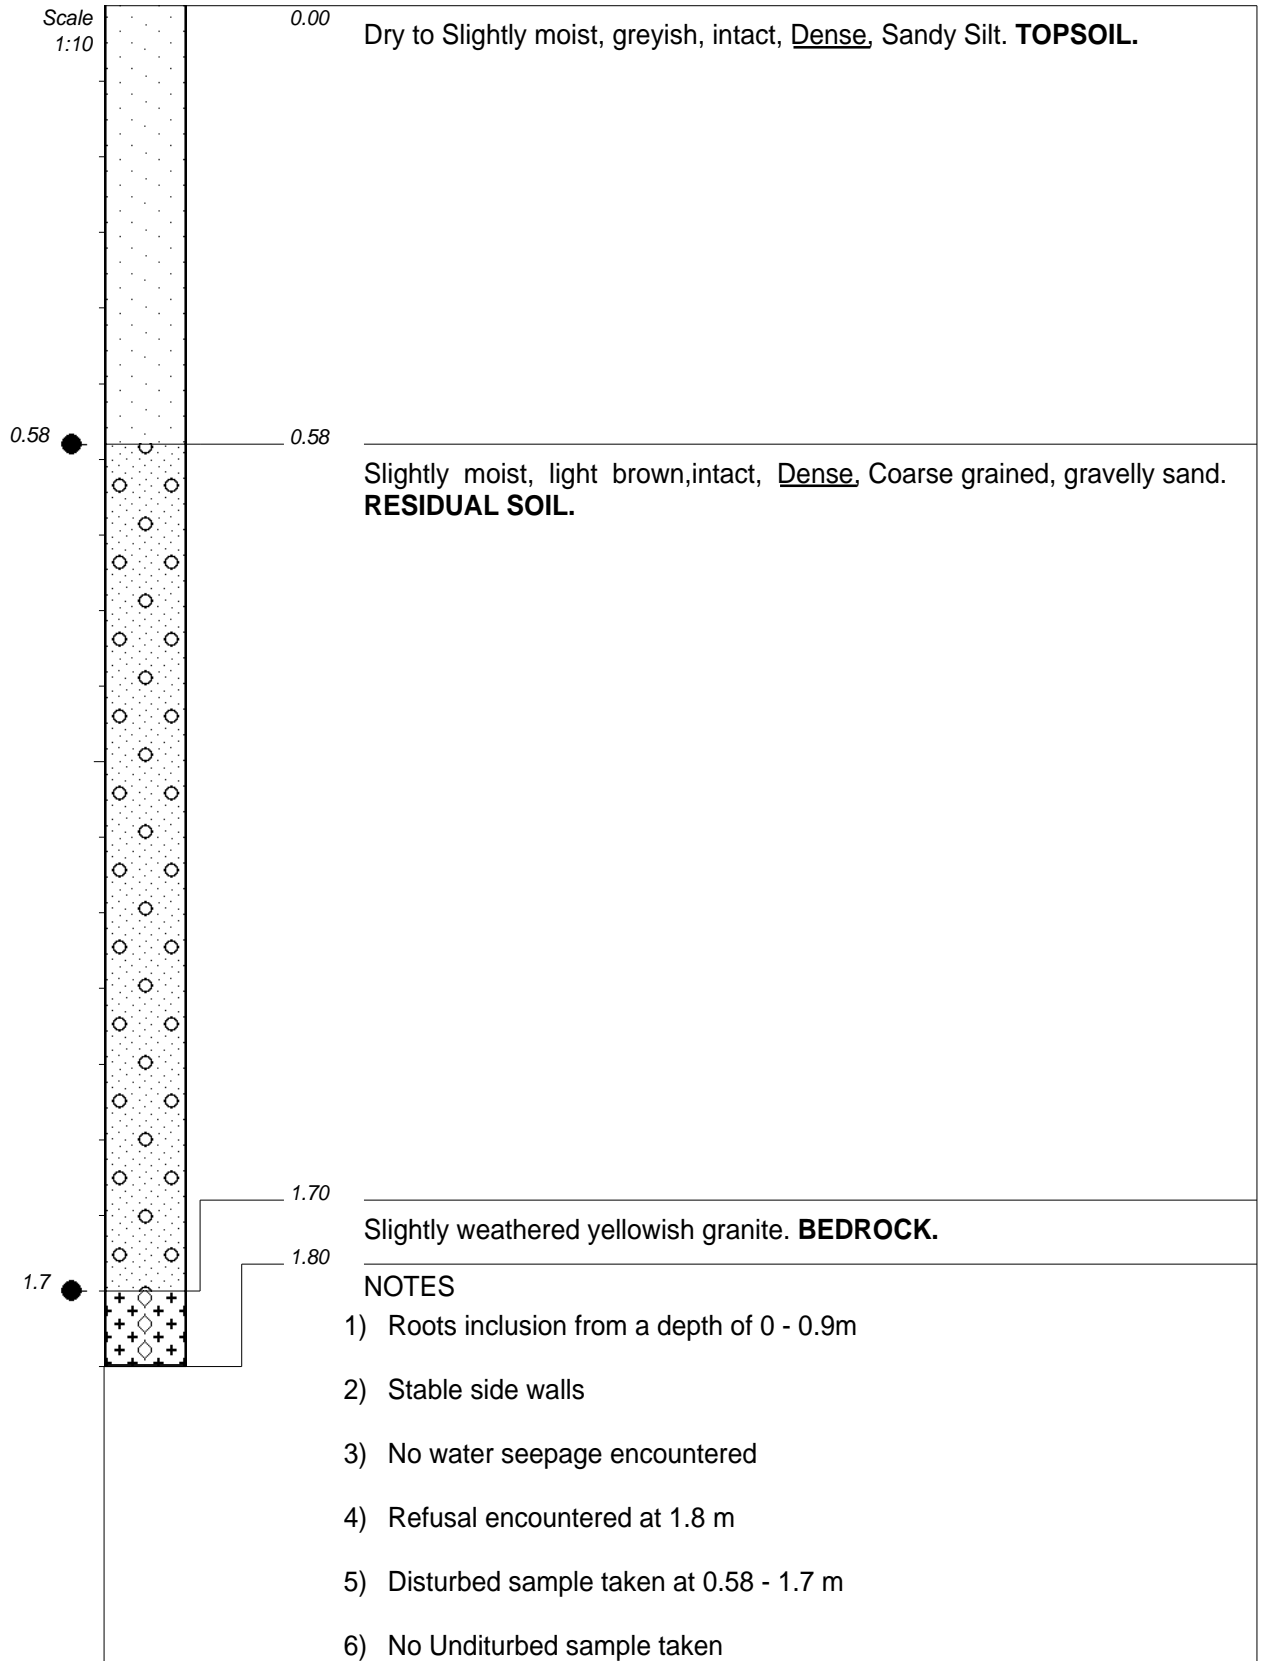 Scale
1:10
0.00
Dry to Slightly moist, greyish, intact, Dense, Sandy Silt. TOPSOIL.
0.58
0.58
Slightly moist, light brown,intact, Dense, Coarse grained, gravelly sand.
RESIDUAL SOIL.
1.70
Slightly weathered yellowish granite. BEDROCK.
1.80
1.7
NOTES
1) Roots inclusion from a depth of 0 - 0.9m
2) Stable side walls
3) No water seepage encountered
4) Refusal encountered at 1.8 m
5) Disturbed sample taken at 0.58 - 1.7 m
6) No Unditurbed sample taken